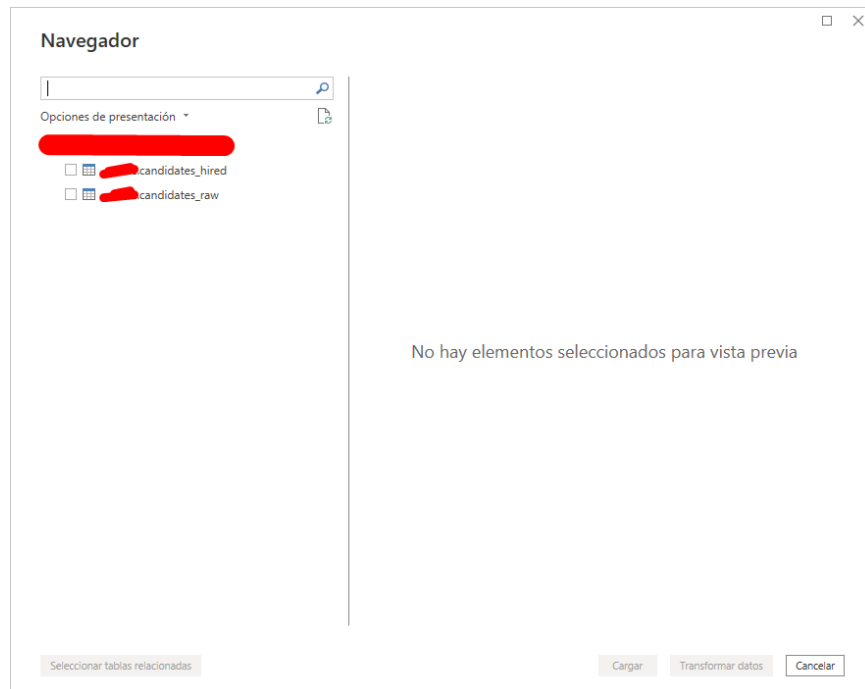 Navegador
Opciones de presentación
candidates_hired
candidates_raw
No hay elementos seleccionados para vista previa
Seleccionar tablas relacionadas
Cargar
Transformar datos
Cancelar